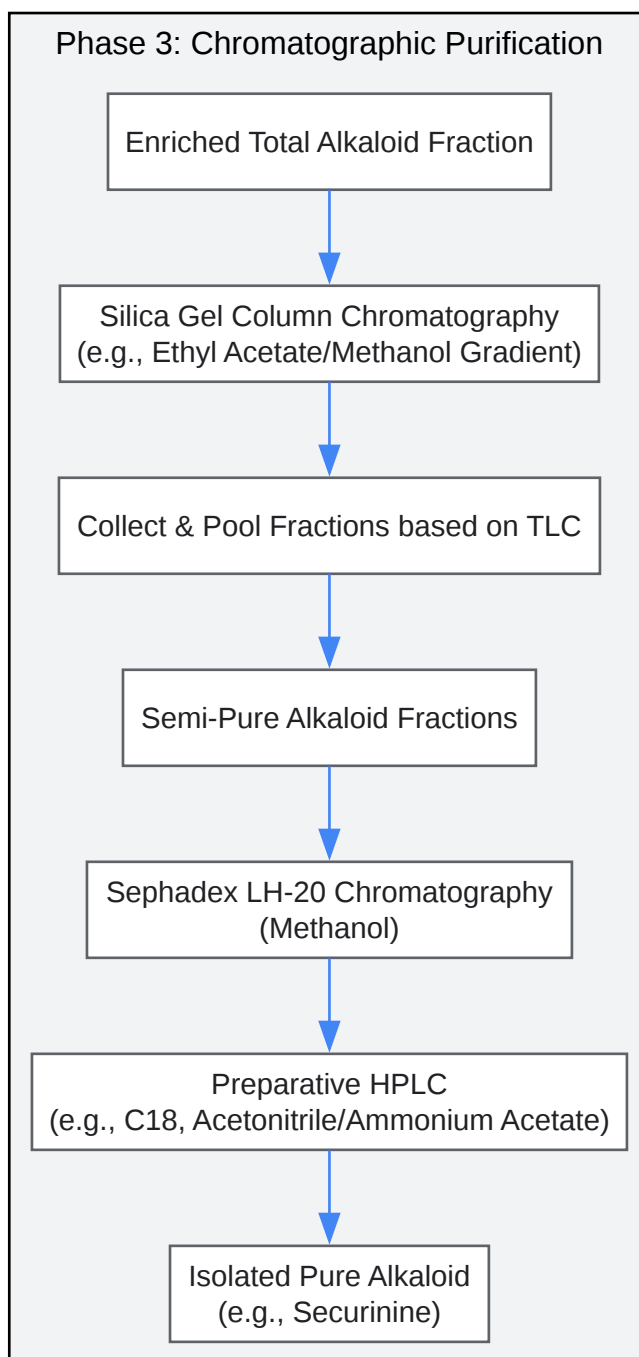 Phase 3: Chromatographic Purification
Enriched Total Alkaloid Fraction
Silica Gel Column Chromatography
(e.g., Ethyl Acetate/Methanol Gradient)
Collect & Pool Fractions based on TLC
Semi-Pure Alkaloid Fractions
Sephadex LH-20 Chromatography
(Methanol)
Preparative HPLC
(e.g., C18, Acetonitrile/Ammonium Acetate)
Isolated Pure Alkaloid
(e.g., Securinine)